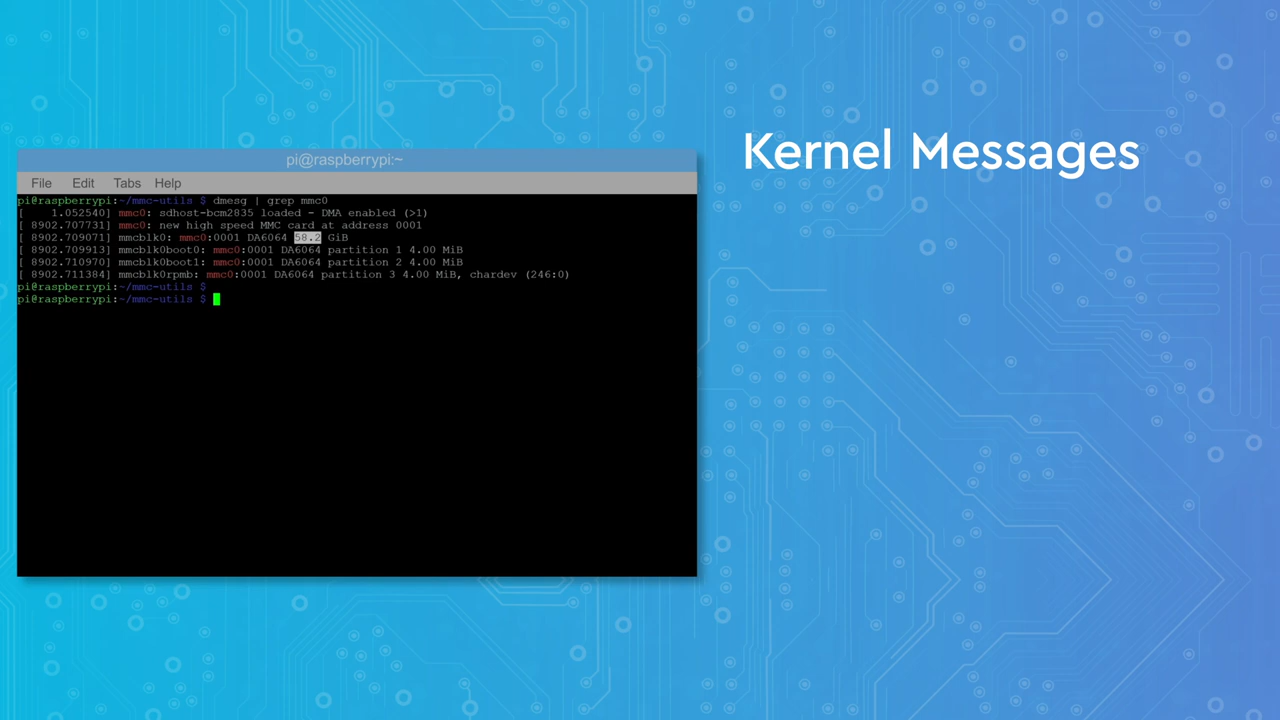 Kernel Messages
pi@raspberrypi:~
File Edit Tabs Help
pi@raspberrypi:~/mmc-utils $ dmesg | grep mmc0
[    1.052540] mmc0: sdhost-bcm2835 loaded - DMA enabled (>1)
[ 8902.707731] mmc0: new high speed MMC card at address 0001
[ 8902.709071] mmcblk0: mmc0:0001 DA6064 58.2 GiB
[ 8902.709913] mmcblk0boot0: mmc0:0001 DA6064 partition 1 4.00 MiB
[ 8902.710970] mmcblk0boot1: mmc0:0001 DA6064 partition 2 4.00 MiB
[ 8902.711384] mmcblk0rpmb: mmc0:0001 DA6064 partition 3 4.00 MiB, chardev (246:0)
pi@raspberrypi:~/mmc-utils $
pi@raspberrypi:~/mmc-utils $